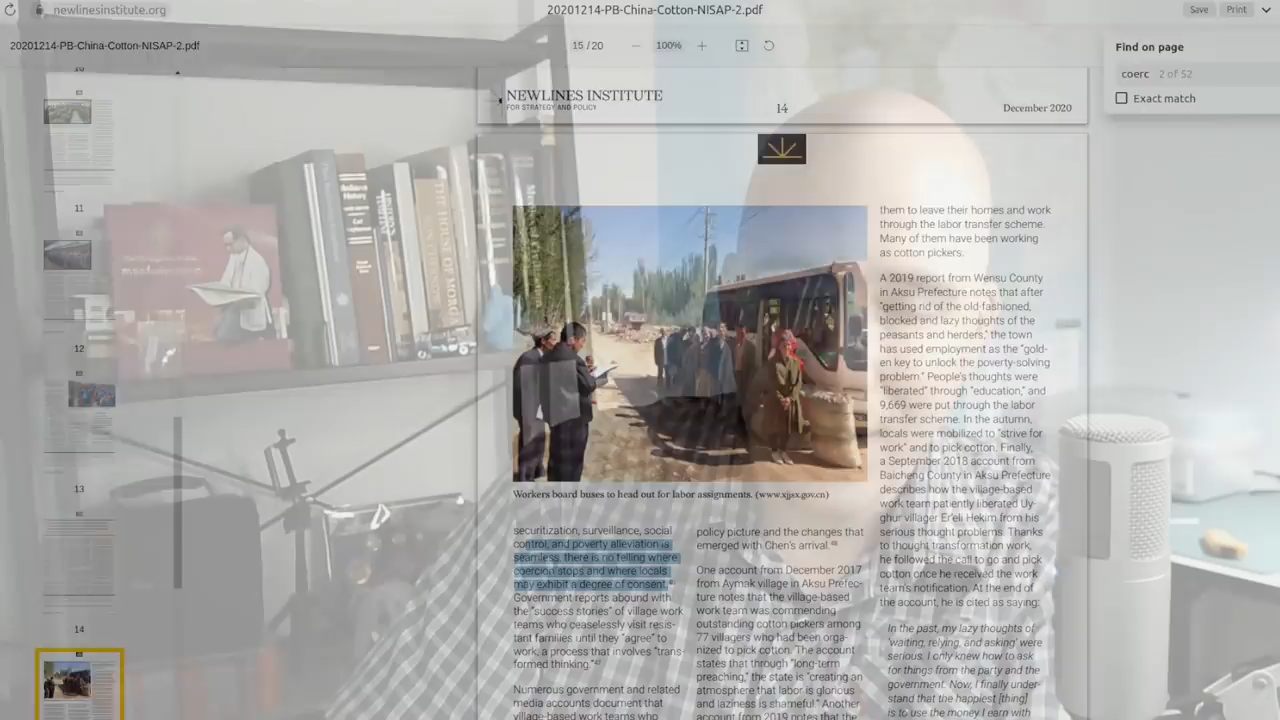 newlinesinstitute.org
20201214-PB-China-Cotton-NISAP-2.pdf
Save
Print
20201214-PB-China-Cotton-NISAP-2.pdf
15 / 20
100%
Find on page
coerc 2 of 52
Exact match
11
12
13
14
NEWLINES INSTITUTE
FOR STRATEGY AND POLICY
14
December 2020
THE HOUSE OF MORG
Workers board buses to head out for labor assignments. (www.xjjsx.gov.cn)
securitization, surveillance, social
control, and poverty alleviation is
seamless, there is no telling where
coercion stops and where locals
may exhibit a degree of consent.
Government reports abound with
the "success stories" of village work
teams who ceaselessly visit resis-
tant families until they "agree" to
work, a process that involves "trans-
formed thinking."47
Numerous government and related
media accounts document that
village-based work teams who
policy picture and the changes that
emerged with Chen's arrival.48
One account from December 2017
from Aymak village in Aksu Prefec-
ture notes that the village-based
work team was commending
outstanding cotton pickers among
77 villagers who had been orga-
nized to pick cotton. The account
states that through "long-term
preaching," the state is "creating an
atmosphere that labor is glorious
and laziness is shameful." Another
account from 2019 notes that the
them to leave their homes and work
through the labor transfer scheme.
Many of them have been working
as cotton pickers.
A 2019 report from Wensu County
in Aksu Prefecture notes that after
"getting rid of the old-fashioned,
blocked and lazy thoughts of the
peasants and herders," the town
has used employment as the "gold-
en key to unlock the poverty-solving
problem." People's thoughts were
"liberated" through "education," and
9,669 were put through the labor
transfer scheme. In the autumn,
locals were mobilized to "strive for
work" and to pick cotton. Finally,
a September 2018 account from
Baicheng County in Aksu Prefecture
describes how the village-based
work team patiently liberated Uy-
ghur villager Er'eli Hekim from his
serious thought problems. Thanks
to thought transformation work,
he followed the call to go and pick
cotton once he received the work
team's notification. At the end of
the account, he is cited as saying:
In the past, my lazy thoughts of
'waiting, relying, and asking' were
serious. I only knew how to ask
for things from the party and the
government. Now, I finally under-
stand that the happiest [thing]
is to use the money I earn with